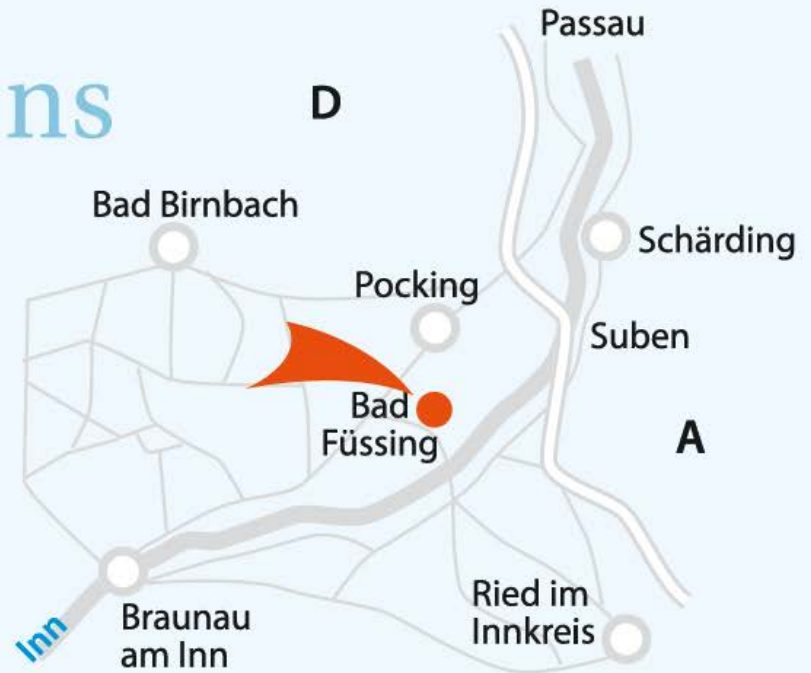 Passau
ns
D
Bad Birnbach
Schärding
Pocking
Suben
Bad
Füssing
A
Ried im
Innkreis
Braunau
am Inn
Inn